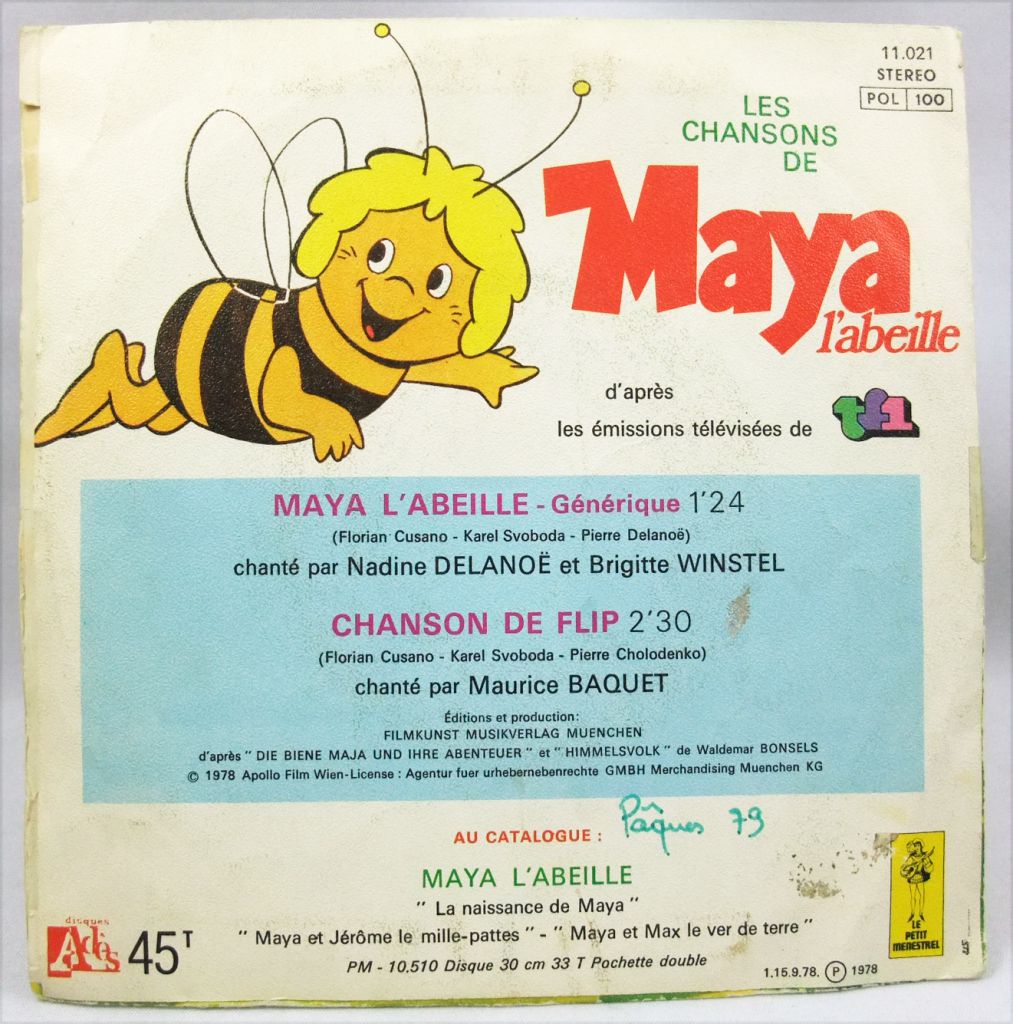 11.021
STEREO
POL 100
LES
CHANSONS
DE
Maya
l'abeille
d'après
les émissions télévisées de tf1
MAYA L'ABEILLE - Générique 1'24
(Florian Cusano - Karel Svoboda - Pierre Delanoë)
chanté par Nadine DELANOË et Brigitte WINSTEL
CHANSON DE FLIP 2'30
(Florian Cusano - Karel Svoboda - Pierre Cholodenko)
chanté par Maurice BAQUET
Éditions et production:
FILMKUNST MUSIKVERLAG MUENCHEN
d'après " DIE BIENE MAJA UND IHRE ABENTEUER " et " HIMMELSVOLK " de Waldemar BONSELS
© 1978 Apollo Film Wien-License : Agentur fuer urhebernebenrechte GMBH Merchandising Muenchen KG
Pâques 79
AU CATALOGUE :
MAYA L'ABEILLE
" La naissance de Maya "
" Maya et Jérôme le mille-pattes " - " Maya et Max le ver de terre "
PM - 10.510 Disque 30 cm 33 T Pochette double
disques
Adès
45T
LE
PETIT
MENESTREL
1.15.9.78. Ⓟ 1978